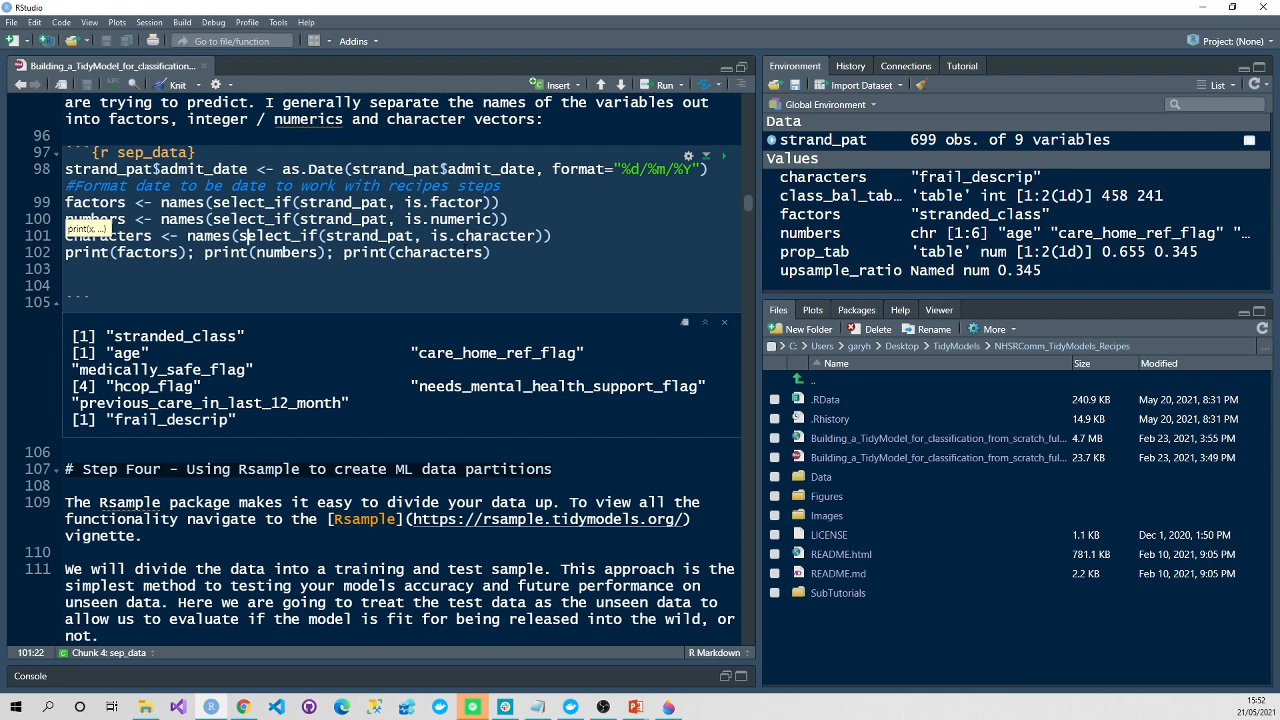 RStudio
File Edit Code View Plots Session Build Debug Profile Tools Help
Go to file/function Addins Project: (None)
Building_a_TidyModel_for_classification...
Knit Insert Run
are trying to predict. I generally separate the names of the variables out
into factors, integer / numerics and character vectors:
96
97 ```{r sep_data}
98 strand_pat$admit_date <- as.Date(strand_pat$admit_date, format="%d/%m/%Y")
#Format date to be date to work with recipes steps
99 factors <- names(select_if(strand_pat, is.factor))
100 numbers <- names(select_if(strand_pat, is.numeric))
print(x, ...)
101 characters <- names(select_if(strand_pat, is.character))
102 print(factors); print(numbers); print(characters)
103
104
105 ```
[1] "stranded_class"
[1] "age" "care_home_ref_flag"
"medically_safe_flag"
[4] "hcop_flag" "needs_mental_health_support_flag"
"previous_care_in_last_12_month"
[1] "frail_descrip"
106
107 # Step Four - Using Rsample to create ML data partitions
108
109 The Rsample package makes it easy to divide your data up. To view all the
functionality navigate to the [Rsample](https://rsample.tidymodels.org/)
vignette.
110
111 We will divide the data into a training and test sample. This approach is the
simplest method to testing your models accuracy and future performance on
unseen data. Here we are going to treat the test data as the unseen data to
allow us to evaluate if the model is fit for being released into the wild, or
not.
101:22 Chunk 4: sep_data R Markdown
Console
Environment History Connections Tutorial
Import Dataset List
Global Environment
Data
strand_pat 699 obs. of 9 variables
Values
characters "frail_descrip"
class_bal_tab... 'table' int [1:2(1d)] 458 241
factors "stranded_class"
numbers chr [1:6] "age" "care_home_ref_flag" "...
prop_tab 'table' num [1:2(1d)] 0.655 0.345
upsample_ratio Named num 0.345
Files Plots Packages Help Viewer
New Folder Delete Rename More
C: Users garyh Desktop TidyModels NHSRComm_TidyModels_Recipes ...
Name Size Modified
..
.RData 240.9 KB May 20, 2021, 8:31 PM
.Rhistory 14.9 KB May 20, 2021, 8:31 PM
Building_a_TidyModel_for_classification_from_scratch_ful... 4.7 MB Feb 23, 2021, 3:55 PM
Building_a_TidyModel_for_classification_from_scratch_ful... 23.7 KB Feb 23, 2021, 3:49 PM
Data
Figures
Images
LICENSE 1.1 KB Dec 1, 2020, 1:50 PM
README.html 781.1 KB Feb 10, 2021, 9:05 PM
README.md 2.2 KB Feb 10, 2021, 9:05 PM
SubTutorials
15:52
21/05/2021